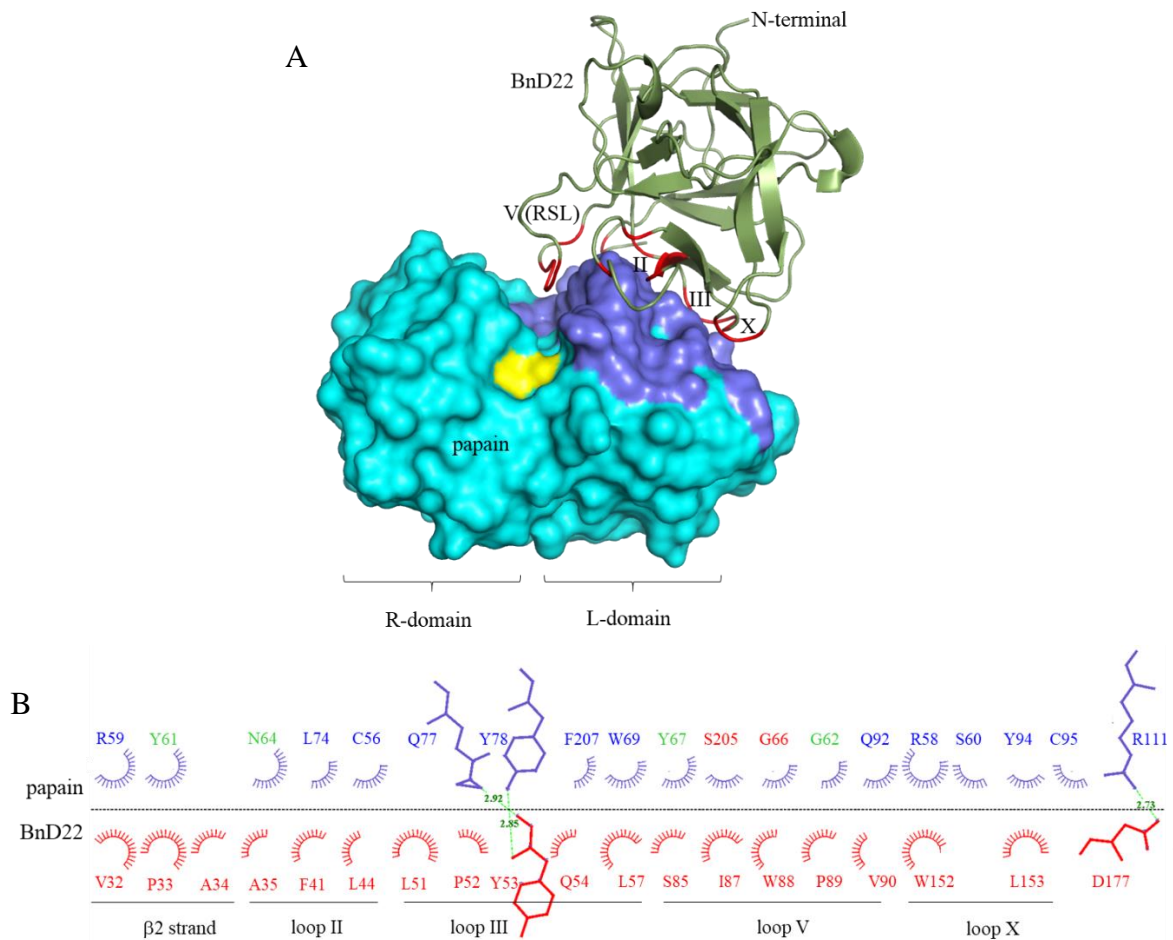 N-terminal
A
BnD22
V (RSL)
II
III
X
papain
R-domain
L-domain
B
R59 Y61 N64 L74 C56 Q77 Y78 F207 W69 Y67 S205 G66 G62 Q92 R58 S60 Y94 C95 R111
papain
2.92
2.73
2.85
BnD22
V32 P33 A34 A35 F41 L44 L51 P52 Y53 Q54 L57 S85 I87 W88 P89 V90 W152 L153 D177
β2 strand loop II loop III loop V loop X